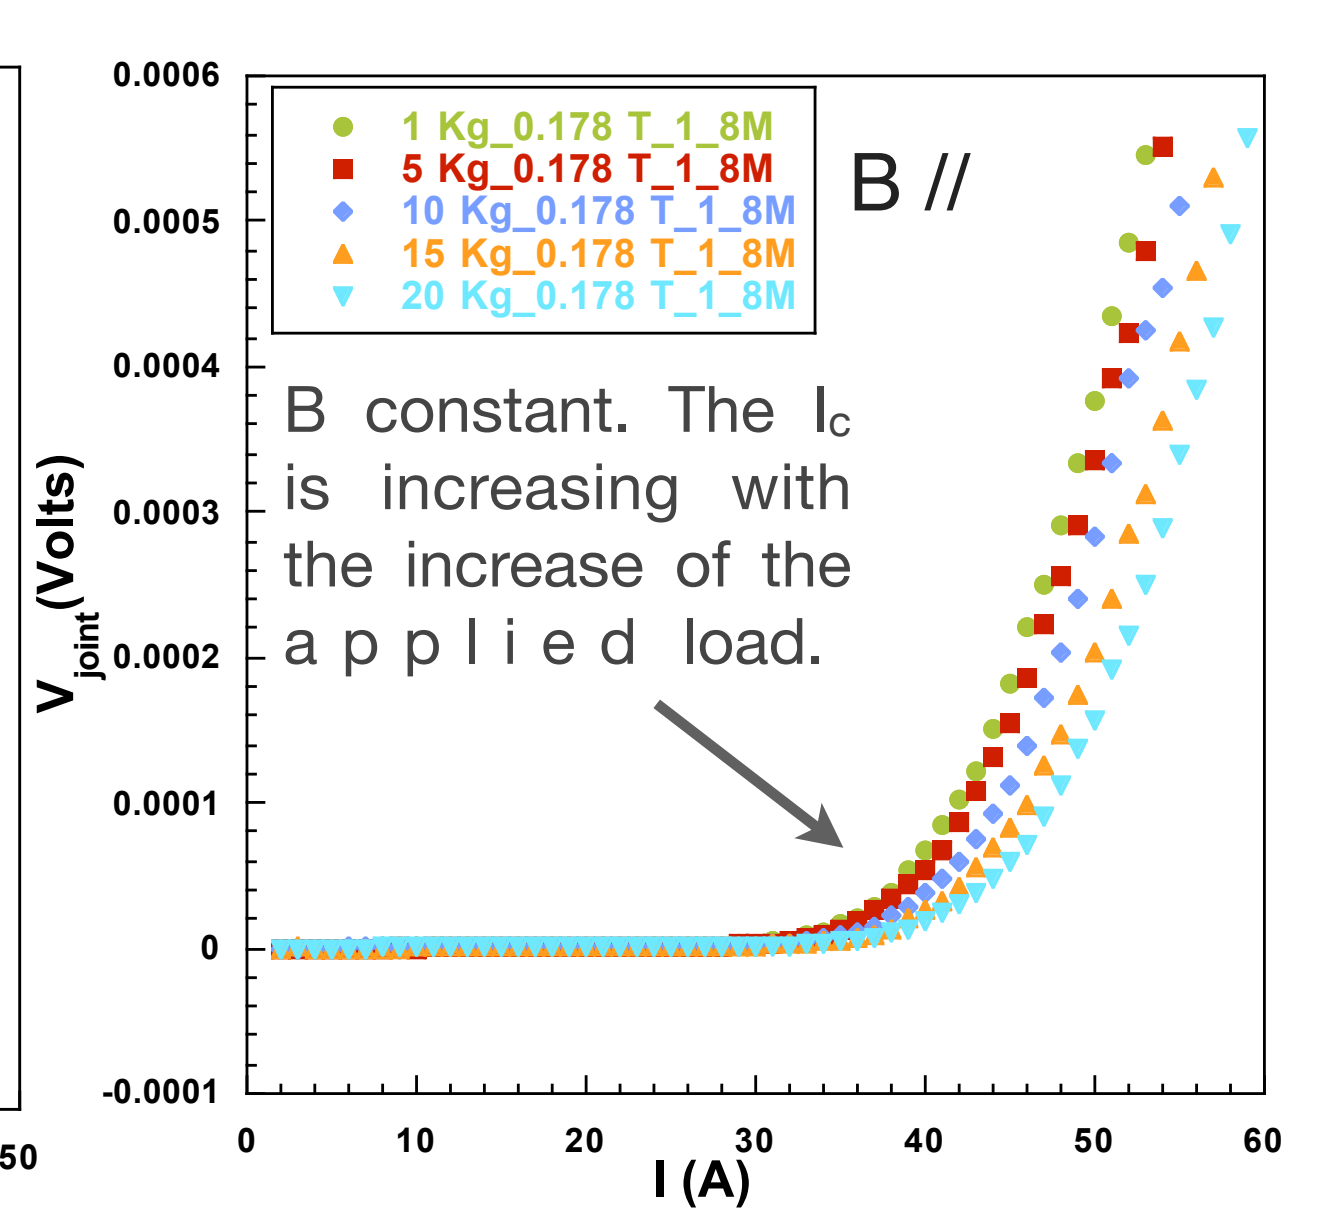 0.0006
1 Kg_0.178 T_1_8M
5 Kg_0.178 T_1_8M
10 Kg_0.178 T_1_8M
15 Kg_0.178 T_1_8M
20 Kg_0.178 T_1_8M
B //
0.0005
0.0004
B constant. The Ic
is increasing with
the increase of the
a p p l i e d load.
0.0003
0.0002
0.0001
0
-0.0001
Vjoint (Volts)
50
0 10 20 30 40 50 60
I (A)